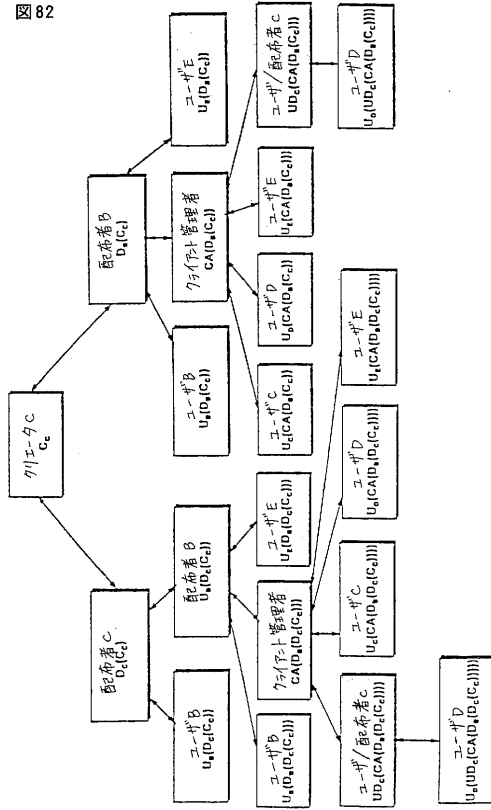 図82
クリエータC
Cc
配布者C
Dc(Cc)
配布者B
DB(Cc)
ユーザB
UB(Dc(Cc))
配布者B
UB(Dc(Cc))
ユーザB
UB(DB(Cc))
クライアント管理者
CA(DB(Cc))
ユーザE
UE(DB(Cc))
ユーザB
UB(DB(Dc(Cc)))
クライアント管理者
CA(DB(Dc(Cc)))
ユーザE
UE(DB(Dc(Cc)))
ユーザC
Uc(CA(DB(Cc)))
ユーザD
UD(CA(DB(Cc)))
ユーザE
UE(CA(DB(Cc)))
ユーザ/配布者C
UDc(CA(DB(Cc)))
ユーザ/配布者C
UDc(CA(DB(Dc(Cc))))
ユーザC
Uc(CA(DB(Dc(Cc))))
ユーザD
UD(CA(DB(Dc(Cc))))
ユーザE
UE(CA(DB(Dc(Cc))))
ユーザD
UD(UDc(CA(DB(Cc))))
ユーザD
UD(UDc(CA(DB(Dc(Cc)))))